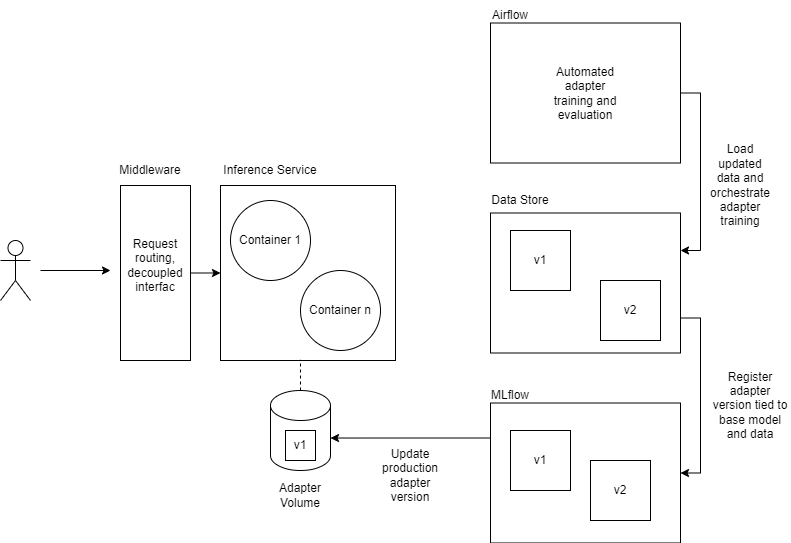 Airflow
Automated
adapter
training and
evaluation
Load
updated
data and
orchestrate
adapter
training
Middleware
Inference Service
Request
routing,
decoupled
interfac
Container 1
Container n
Data Store
v1
v2
Register
adapter
version tied to
base model
and data
MLflow
v1
v2
Update
production
adapter
version
v1
Adapter
Volume